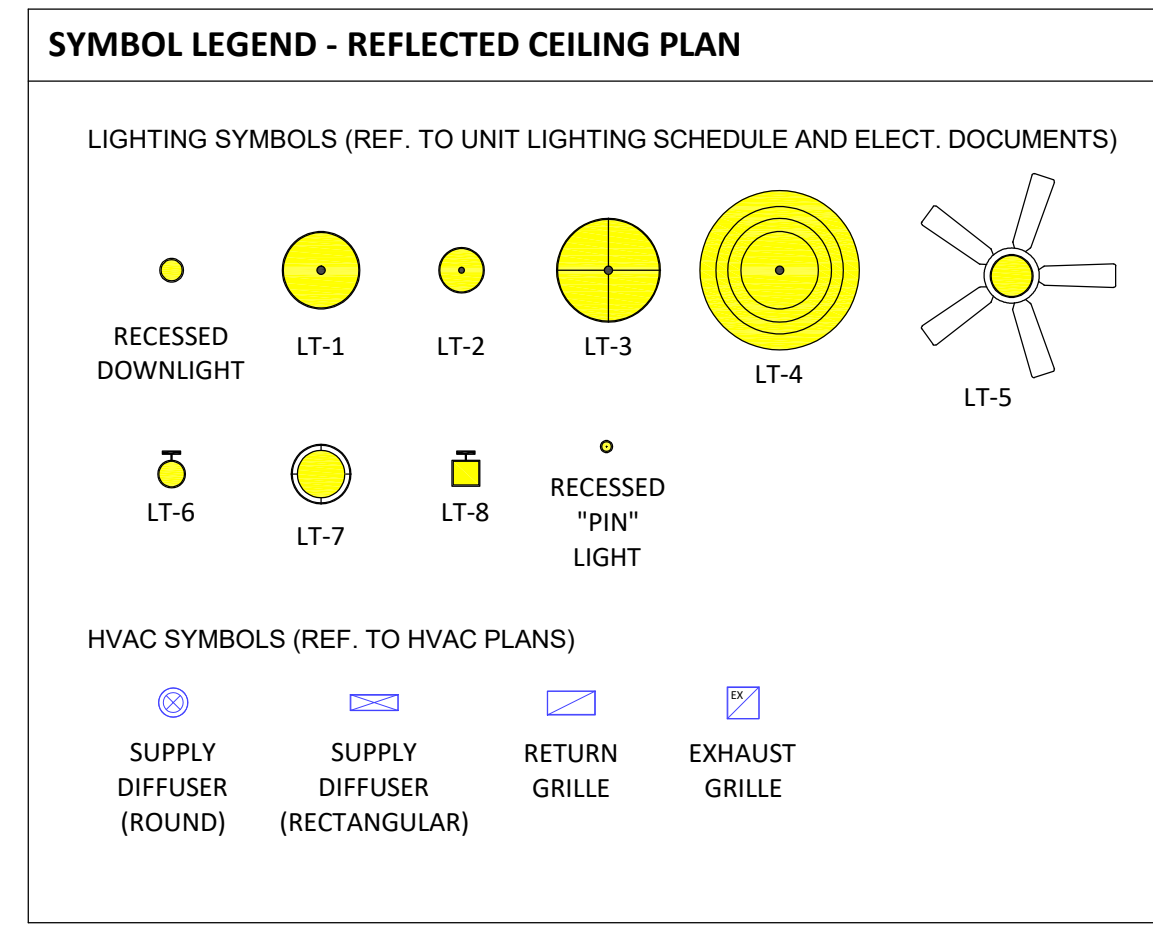 SYMBOL LEGEND - REFLECTED CEILING PLAN
LIGHTING SYMBOLS (REF. TO UNIT LIGHTING SCHEDULE AND ELECT. DOCUMENTS)
RECESSED
DOWNLIGHT
LT-1
LT-2
LT-3
LT-4
LT-5
LT-6
LT-7
LT-8
RECESSED
"PIN"
LIGHT
HVAC SYMBOLS (REF. TO HVAC PLANS)
SUPPLY
DIFFUSER
(ROUND)
SUPPLY
DIFFUSER
(RECTANGULAR)
RETURN
GRILLE
EX
EXHAUST
GRILLE